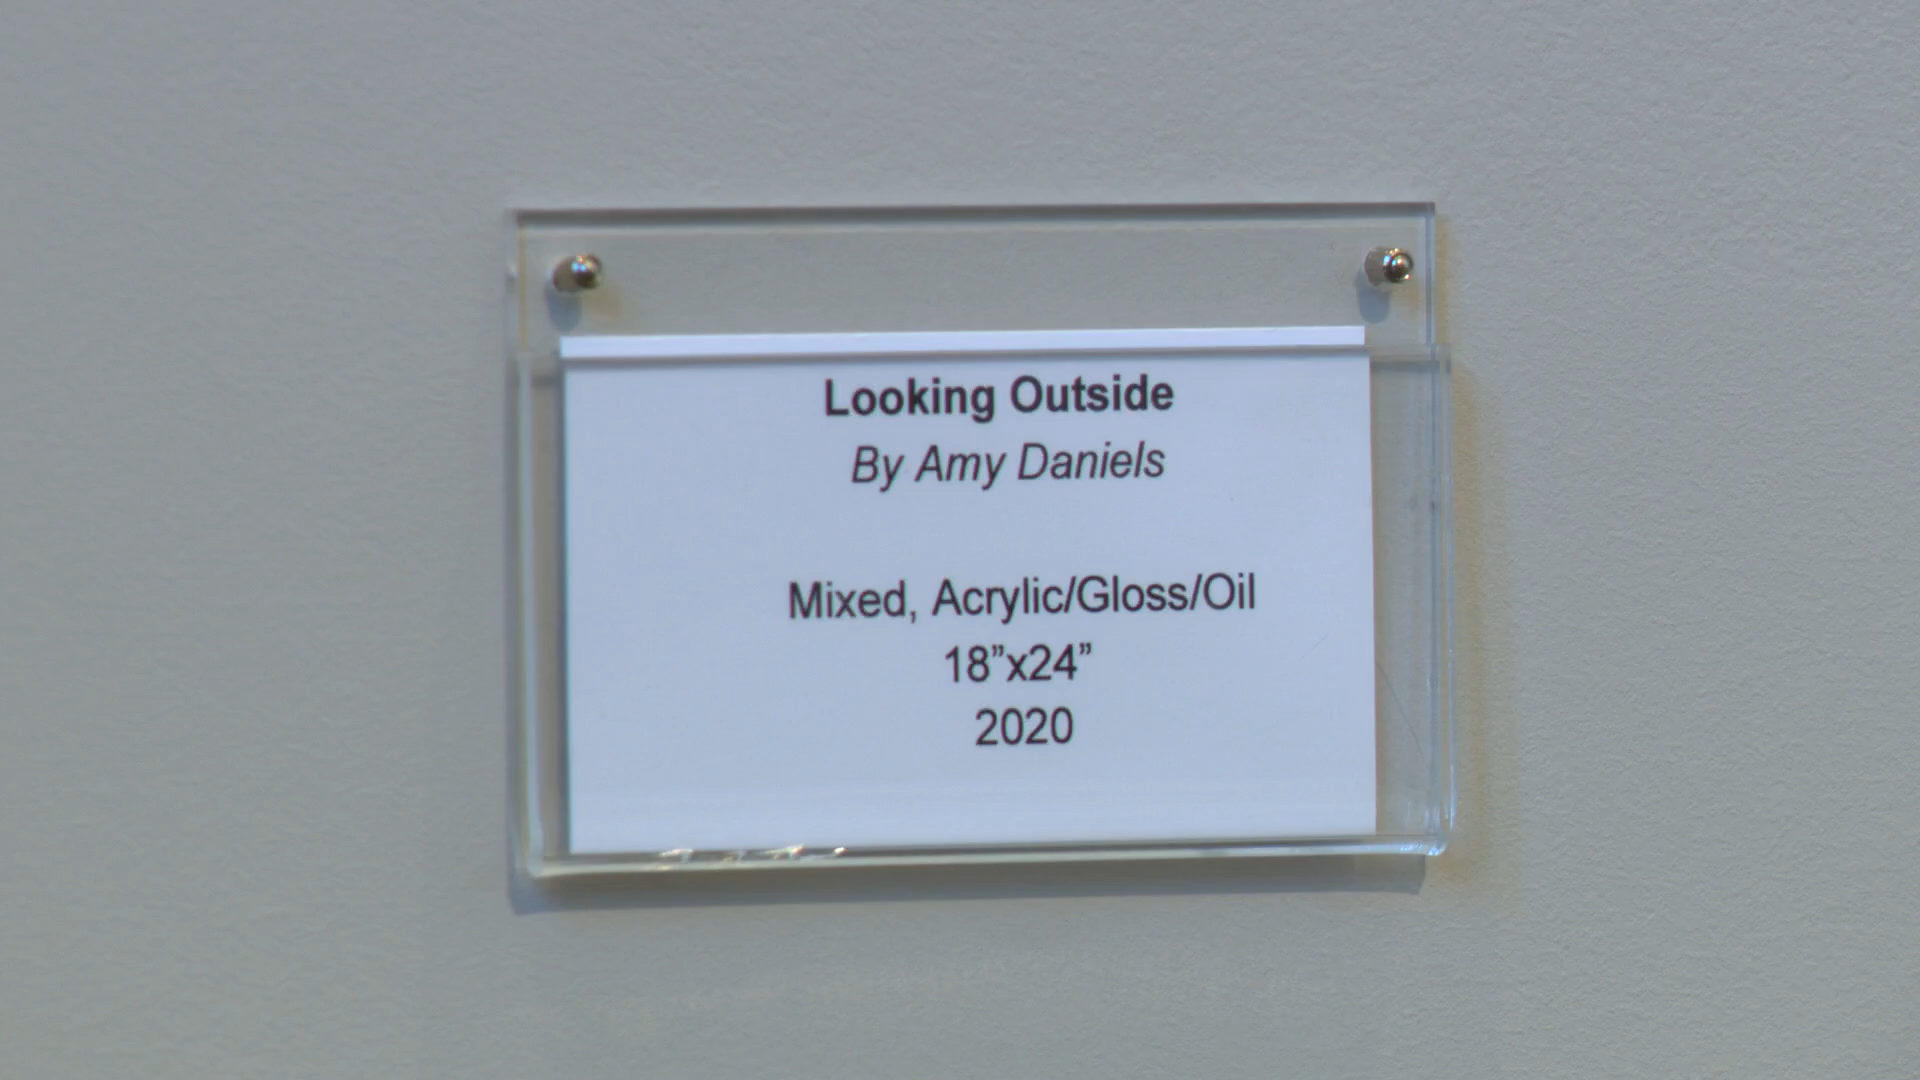 Looking Outside
By Amy Daniels
Mixed, Acrylic/Gloss/Oil
18”x24”
2020